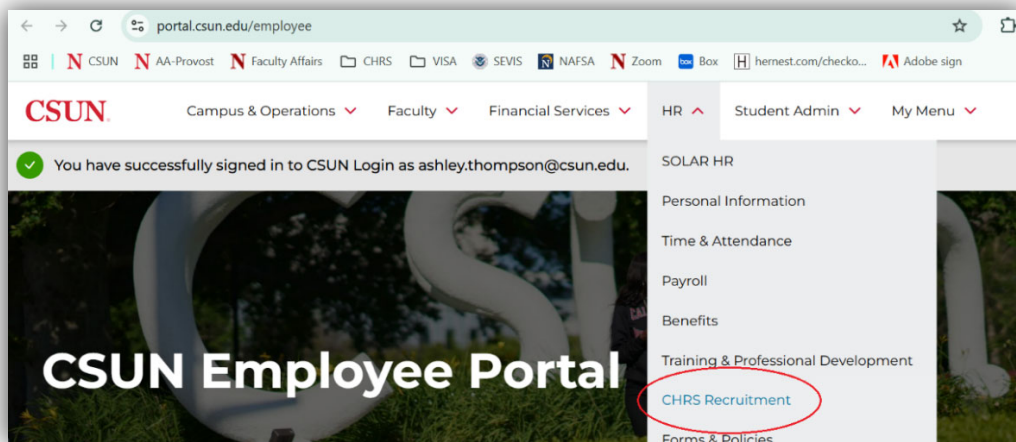 portal.csun.edu/employee
CSUN AA-Provost Faculty Affairs CHRS VISA SEVIS NAFSA Zoom Box hernest.com/checko... Adobe sign
CSUN Campus & Operations Faculty Financial Services HR Student Admin My Menu
You have successfully signed in to CSUN Login as ashley.thompson@csun.edu.
SOLAR HR
Personal Information
Time & Attendance
Payroll
Benefits
Training & Professional Development
CSUN Employee Portal
CHRS Recruitment
Forms & Policies